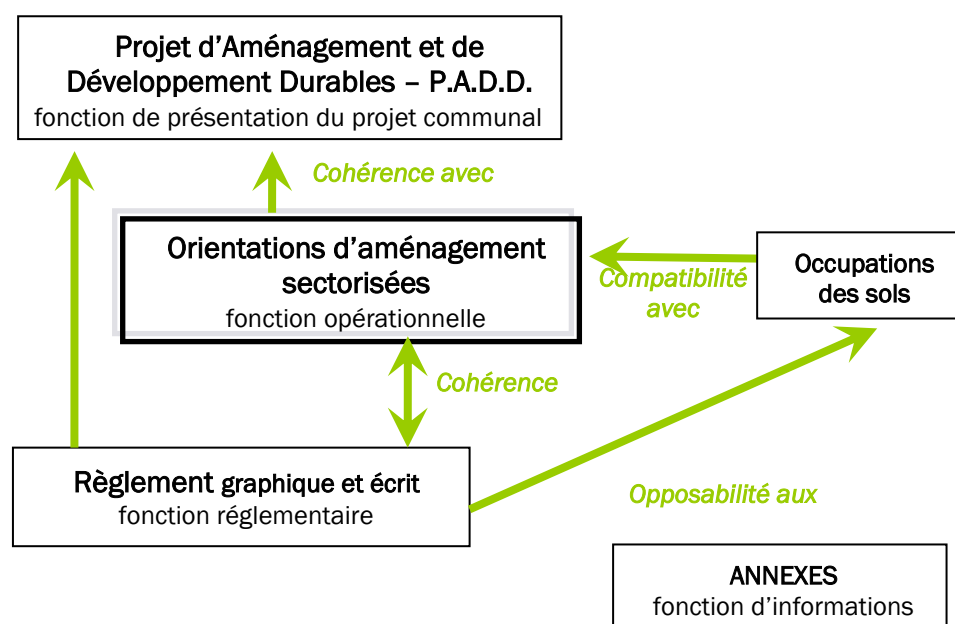 Projet d'Aménagement et de
Développement Durables – P.A.D.D.
fonction de présentation du projet communal
Cohérence avec
Orientations d'aménagement
sectorisées
fonction opérationnelle
Compatibilité
avec
Occupations
des sols
Cohérence
Règlement graphique et écrit
fonction réglementaire
Opposabilité aux
ANNEXES
fonction d'informations